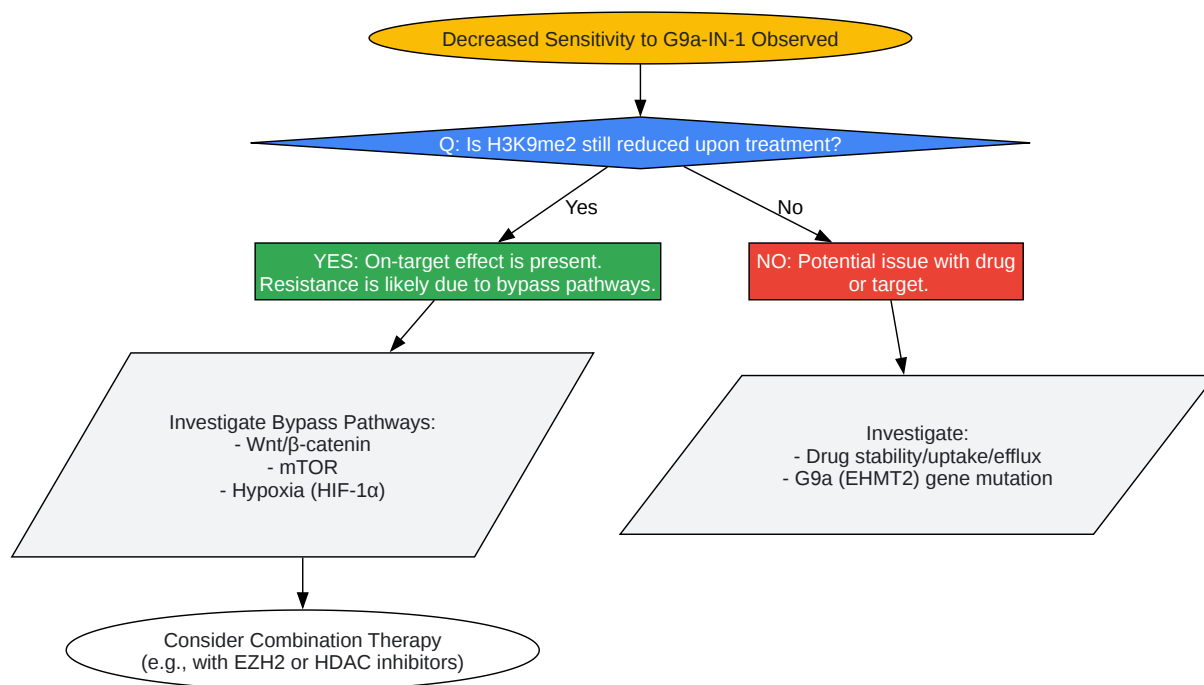 Decreased Sensitivity to G9a-IN-1 Observed
Q: Is H3K9me2 still reduced upon treatment?
Yes
No
YES: On-target effect is present.
Resistance is likely due to bypass pathways.
NO: Potential issue with drug
or target.
Investigate Bypass Pathways:
- Wnt/β-catenin
- mTOR
- Hypoxia (HIF-1α)
Investigate:
- Drug stability/uptake/efflux
- G9a (EHMT2) gene mutation
Consider Combination Therapy
(e.g., with EZH2 or HDAC inhibitors)